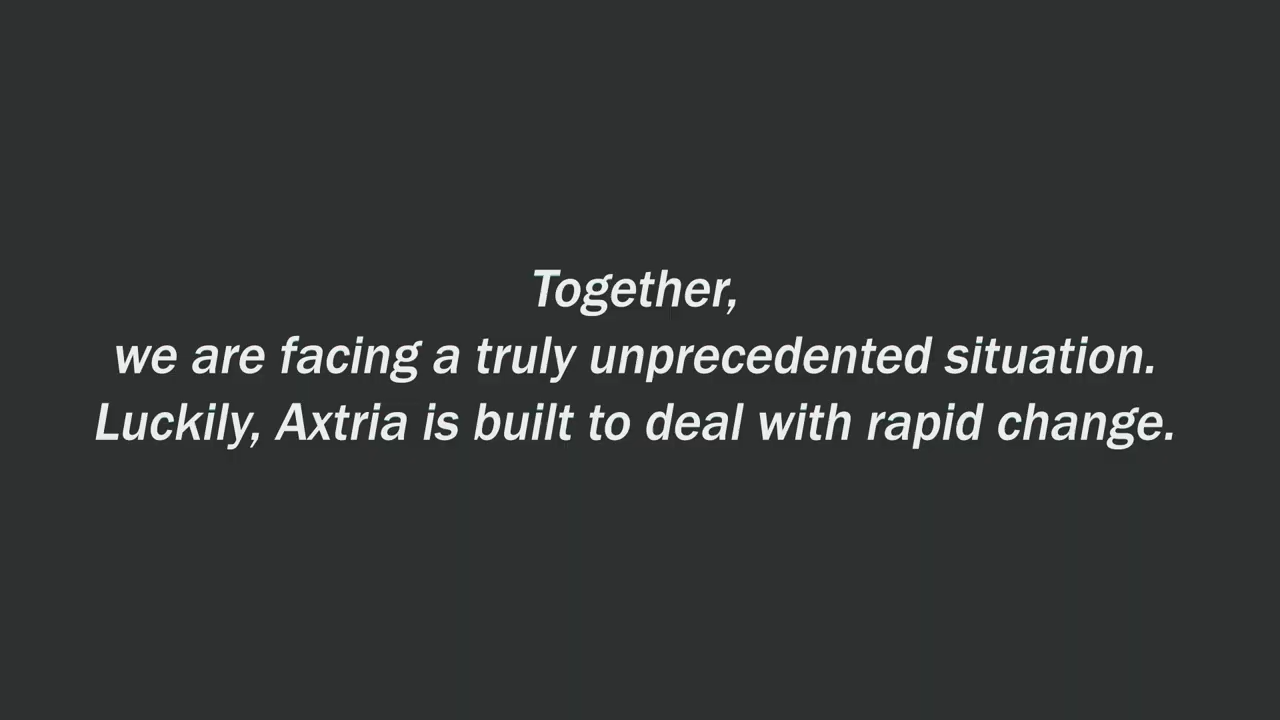 Together,
we are facing a truly unprecedented situation.
Luckily, Axtria is built to deal with rapid change.